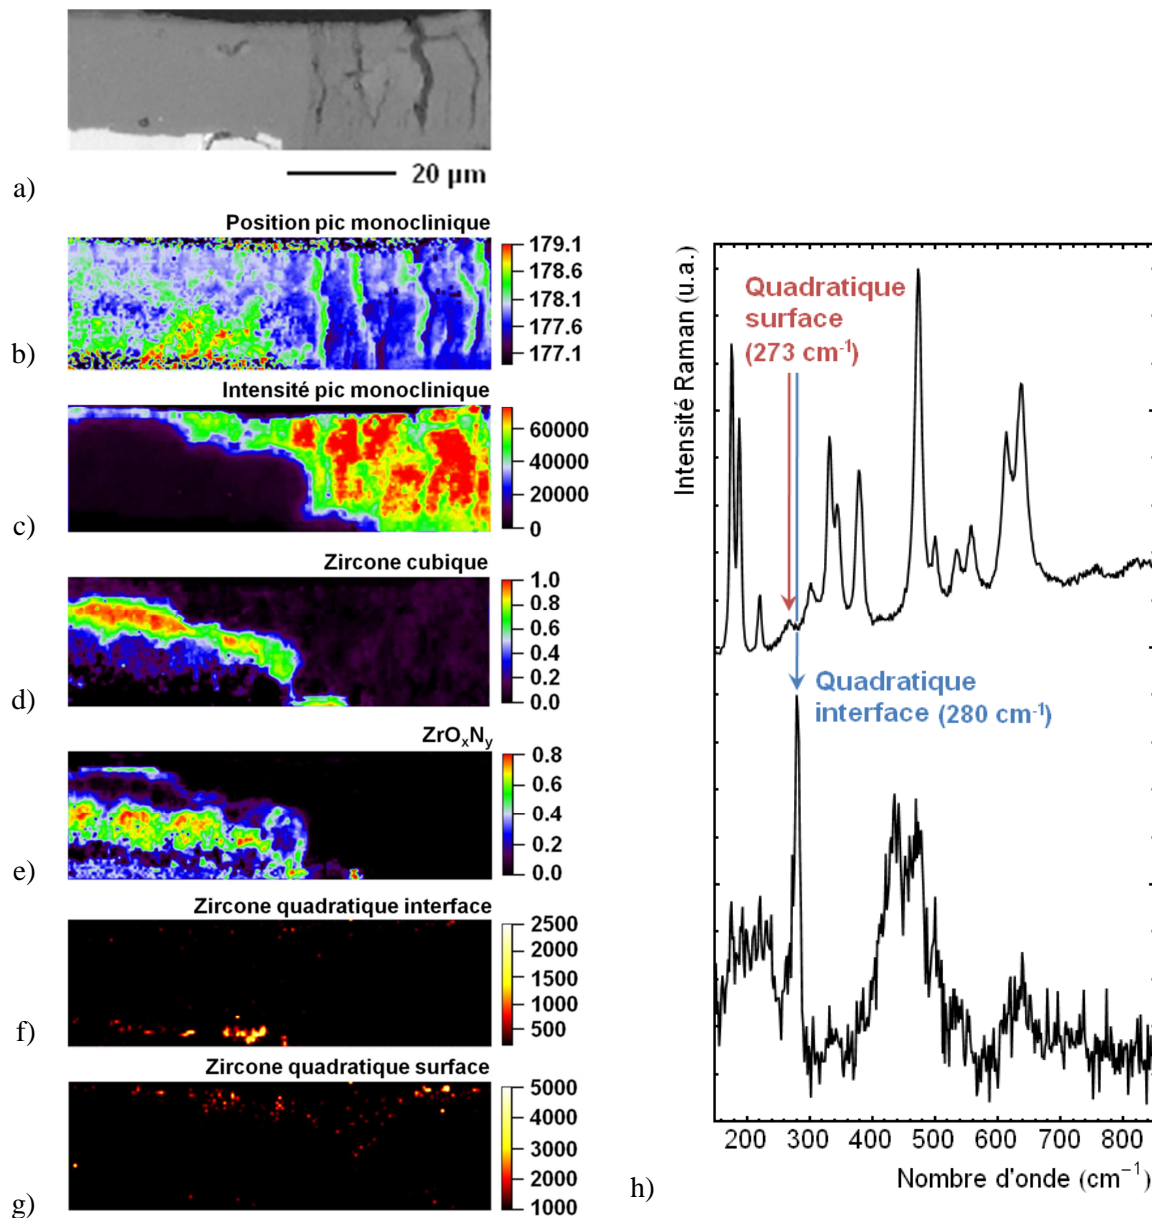 a)
20 µm
Position pic monoclinique
179.1
178.6
178.1
177.6
177.1
b)
Intensité pic monoclinique
60000
40000
20000
0
c)
Zircone cubique
1.0
0.8
0.6
0.4
0.2
0.0
d)
ZrOxNy
0.8
0.6
0.4
0.2
0.0
e)
Zircone quadratique interface
2500
2000
1500
1000
500
f)
Zircone quadratique surface
5000
4000
3000
2000
1000
g)
Intensité Raman (u.a.)
Quadratique
surface
(273 cm⁻¹)
Quadratique
interface (280 cm⁻¹)
200 300 400 500 600 700 800
Nombre d'onde (cm⁻¹)
h)